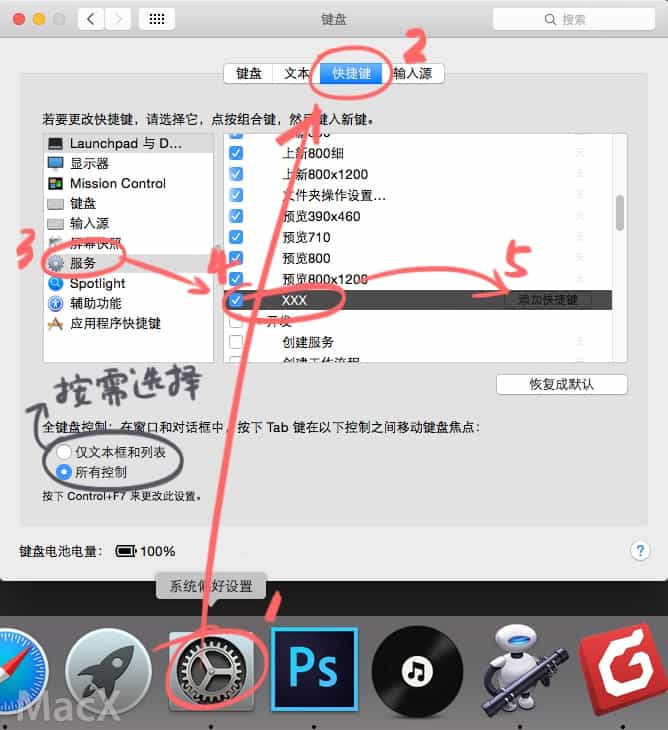 键盘
搜索
2
键盘 文本 快捷键 输入源
若要更改快捷键，请选择它，点按组合键，然后键入新键。
Launchpad 与 D...
显示器
Mission Control
键盘
输入源
屏幕快照
3
服务
Spotlight
辅助功能
应用程序快捷键
上新800细 无
上新800x1200 无
文件夹操作设置... 无
预览390x460 无
预览710 无
预览800 无
预览800x1200
4
5
XXX 添加快捷键
开发
创建服务 无
创建工作流程 无
恢复成默认
按需选择
全键盘控制：在窗口和对话框中，按下 Tab 键在以下控制之间移动键盘焦点：
仅文本框和列表
所有控制
按下 Control+F7 来更改此设置。
键盘电池电量： 100%
?
系统偏好设置
1
Ps
G
MacX